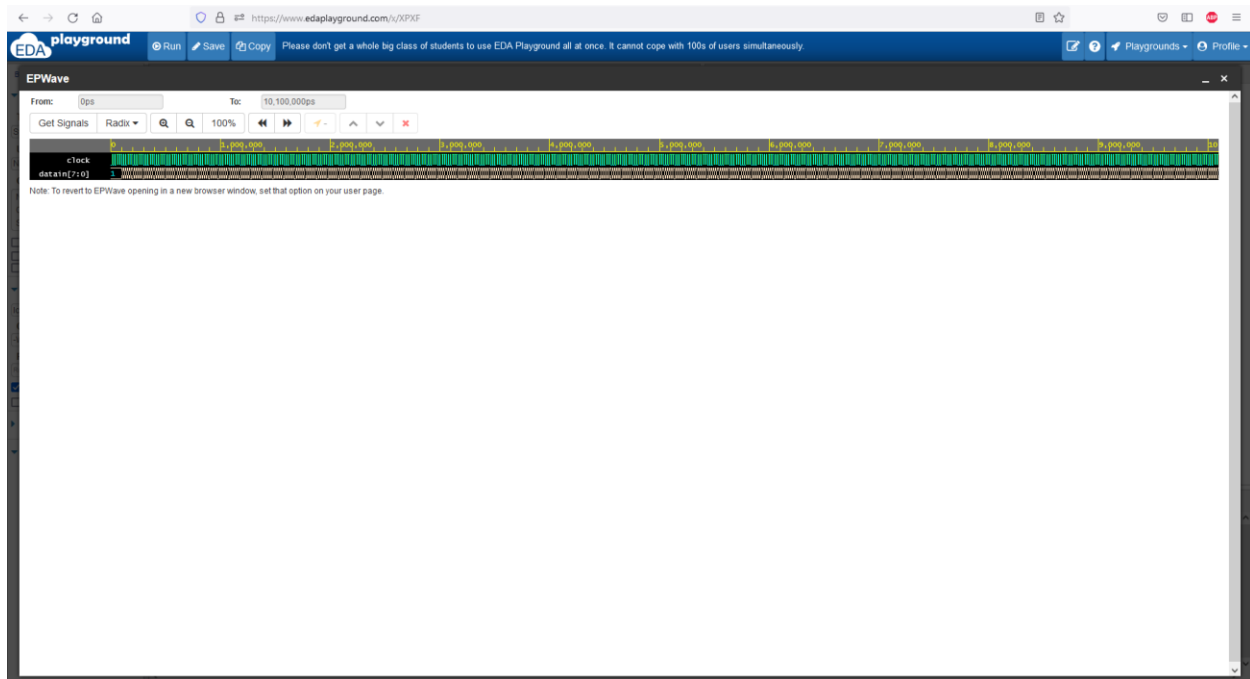 https://www.edaplayground.com/x/XPXF
ABP
EDA playground Run Save Copy Please don't get a whole big class of students to use EDA Playground all at once. It cannot cope with 100s of users simultaneously. Playgrounds Profile
EPWave
From: 0ps To: 10,100,000ps
Get Signals Radix 100%
0 1,000,000 2,000,000 3,000,000 4,000,000 5,000,000 6,000,000 7,000,000 8,000,000 9,000,000 10
clock
datain[7:0] 1
Note: To revert to EPWave opening in a new browser window, set that option on your user page.